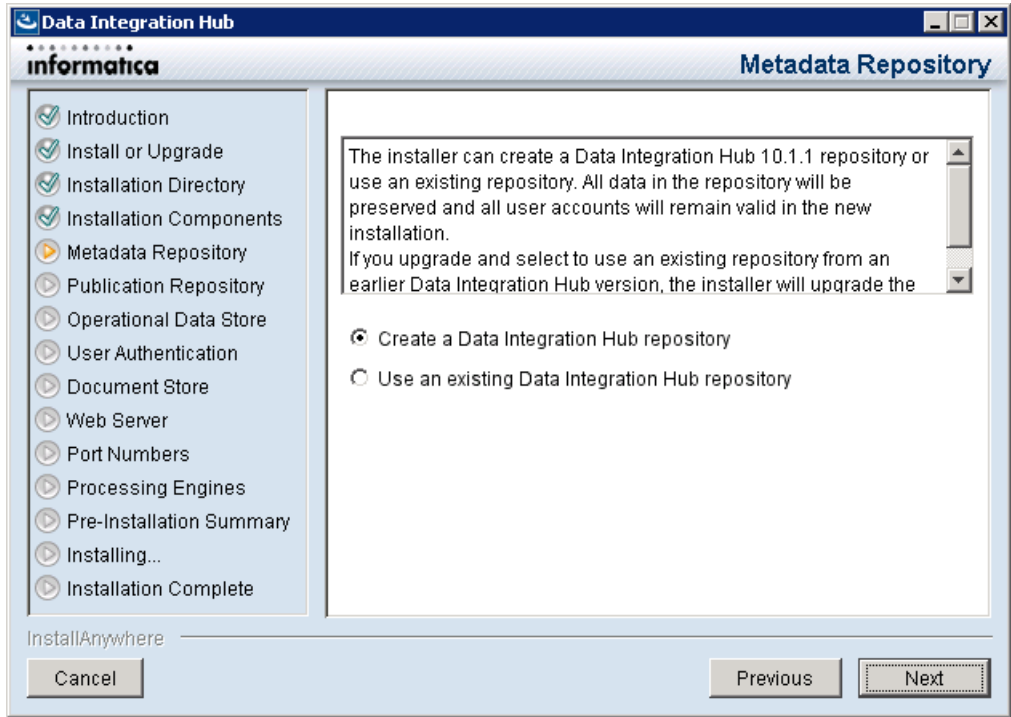 Data Integration Hub
informatica
Metadata Repository
Introduction
Install or Upgrade
Installation Directory
Installation Components
Metadata Repository
Publication Repository
Operational Data Store
User Authentication
Document Store
Web Server
Port Numbers
Processing Engines
Pre-Installation Summary
Installing...
Installation Complete
The installer can create a Data Integration Hub 10.1.1 repository or
use an existing repository. All data in the repository will be
preserved and all user accounts will remain valid in the new
installation.
If you upgrade and select to use an existing repository from an
earlier Data Integration Hub version, the installer will upgrade the
Create a Data Integration Hub repository
Use an existing Data Integration Hub repository
InstallAnywhere
Cancel
Previous
Next